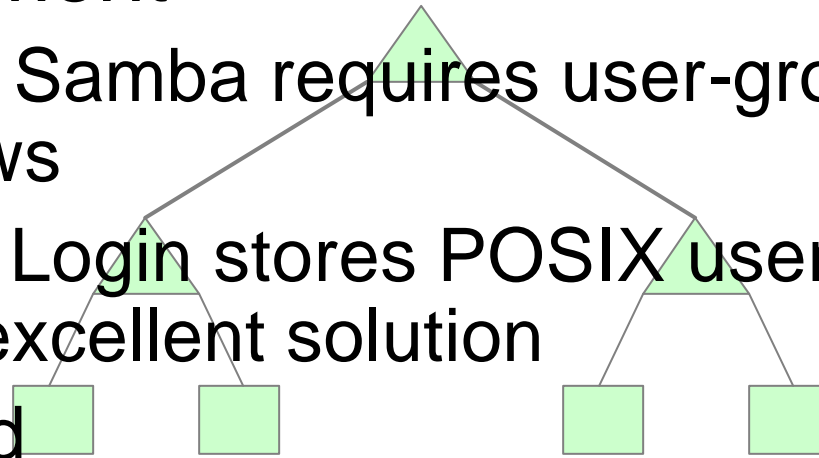 Samba requires user-gro
ws
Login stores POSIX user
excellent solution
d